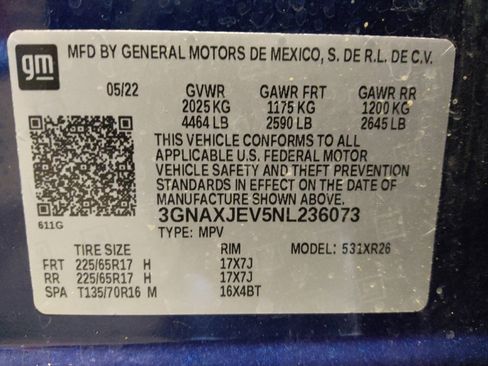 gm
MFD BY GENERAL MOTORS DE MEXICO, S. DE R.L. DE C.V.
05/22 GVWR GAWR FRT GAWR RR
2025 KG 1175 KG 1200 KG
4464 LB 2590 LB 2645 LB
THIS VEHICLE CONFORMS TO ALL
APPLICABLE U.S. FEDERAL MOTOR
VEHICLE SAFETY AND THEFT PREVENTION
STANDARDS IN EFFECT ON THE DATE OF
MANUFACTURE SHOWN ABOVE.
3GNAXJEV5NL236073
611G TYPE: MPV
TIRE SIZE RIM MODEL: 531XR26
FRT 225/65R17 H 17X7J
RR 225/65R17 H 17X7J
SPA T135/70R16 M 16X4BT